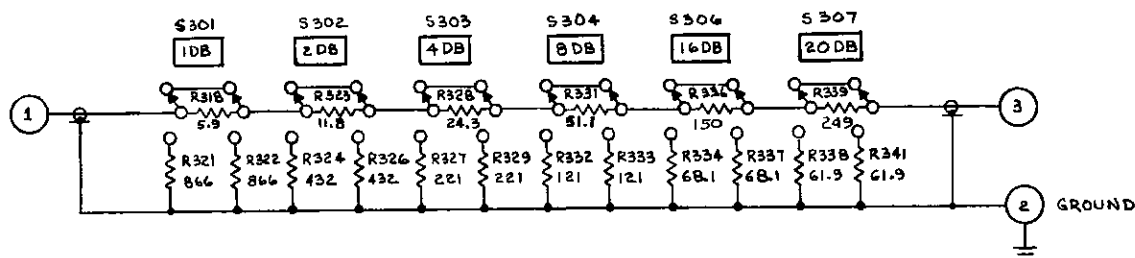 S301 S302 S303 S304 S306 S307
1DB 2DB 4DB 8DB 16DB 20DB
R318 R323 R328 R331 R336 R339
1 5.9 11.8 24.3 51.1 150 249 3
R321 R322 R324 R326 R327 R329 R332 R333 R334 R337 R338 R341
866 866 432 432 221 221 121 121 68.1 68.1 61.9 61.9
2 GROUND